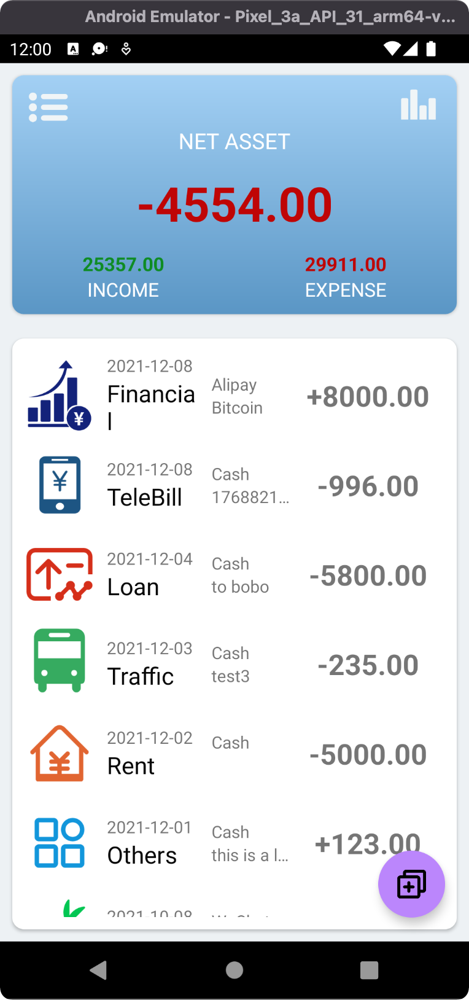 Android Emulator - Pixel_3a_API_31_arm64-v...
12:00
NET ASSET
-4554.00
25357.00
INCOME
29911.00
EXPENSE
2021-12-08
Financia
l
Alipay
Bitcoin
+8000.00
¥
2021-12-08
TeleBill
Cash
1768821...
-996.00
¥
2021-12-04
Loan
Cash
to bobo
-5800.00
2021-12-03
Traffic
Cash
test3
-235.00
2021-12-02
Rent
Cash
-5000.00
¥
2021-12-01
Others
Cash
this is a l...
+123.00
2021-10-08